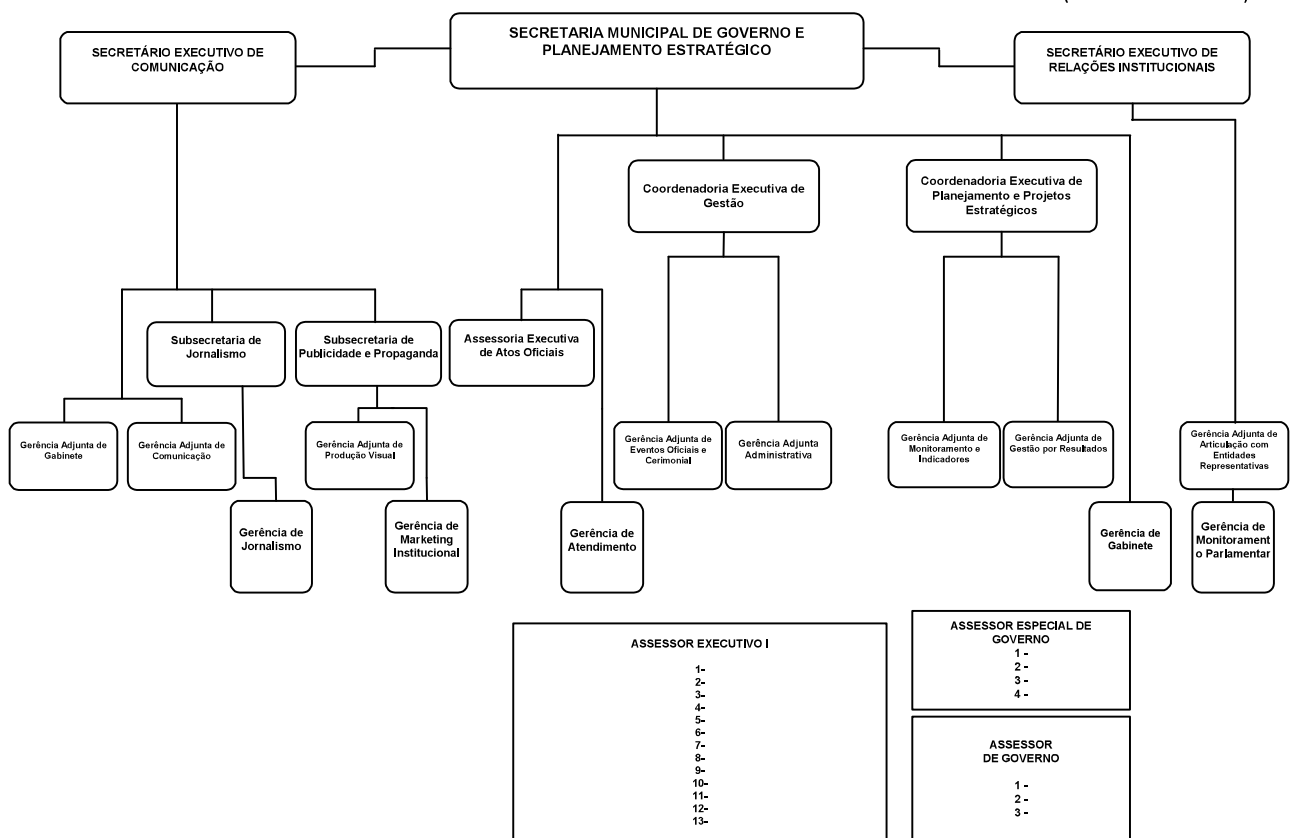 SECRETÁRIO EXECUTIVO DE
COMUNICAÇÃO
SECRETARIA MUNICIPAL DE GOVERNO E
PLANEJAMENTO ESTRATÉGICO
SECRETÁRIO EXECUTIVO DE
RELAÇÕES INSTITUCIONAIS
Coordenadoria Executiva de
Gestão
Coordenadoria Executiva de
Planejamento e Projetos
Estratégicos
Subsecretaria de
Jornalismo
Subsecretaria de
Publicidade e Propaganda
Assessoria Executiva
de Atos Oficiais
Gerência Adjunta de
Gabinete
Gerência Adjunta de
Comunicação
Gerência Adjunta de
Produção Visual
Gerência Adjunta de
Eventos Oficiais e
Cerimonial
Gerência Adjunta
Administrativa
Gerência Adjunta de
Monitoramento e
Indicadores
Gerência Adjunta de
Gestão por Resultados
Gerência Adjunta de
Articulação com
Entidades
Representativas
Gerência de
Jornalismo
Gerência de
Marketing
Institucional
Gerência de
Atendimento
Gerência de
Gabinete
Gerência de
Monitorament
o Parlamentar
ASSESSOR EXECUTIVO I
1-
2-
3-
4-
5-
6-
7-
8-
9-
10-
11-
12-
13-
ASSESSOR ESPECIAL DE
GOVERNO
1 -
2 -
3 -
4 -
ASSESSOR
DE GOVERNO
1 -
2 -
3 -